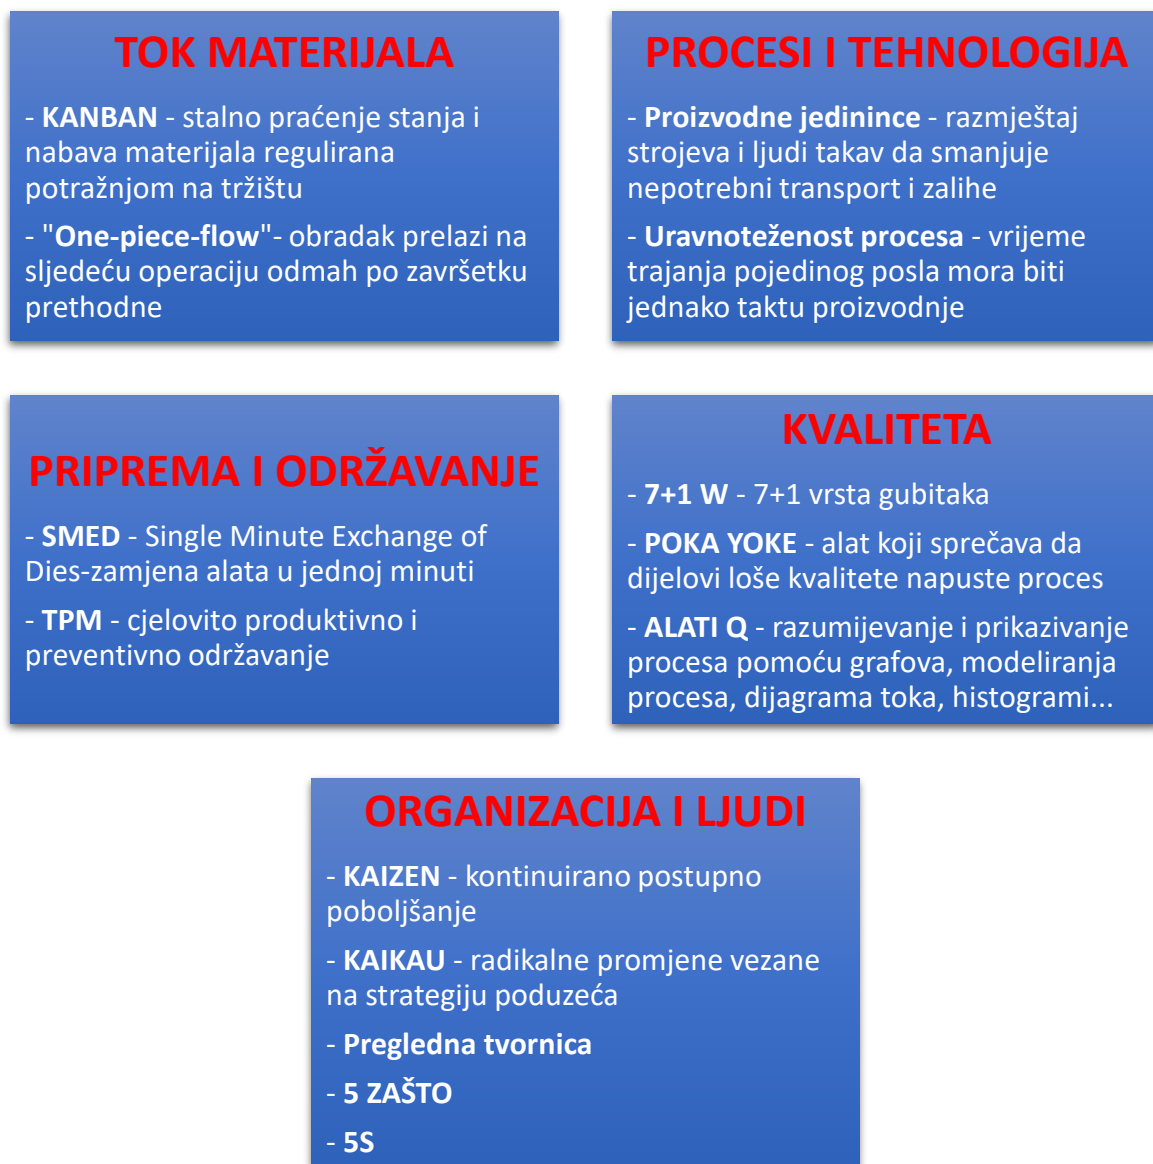 TOK MATERIJALA
- KANBAN - stalno praćenje stanja i
nabava materijala regulirana
potražnjom na tržištu
- "One-piece-flow"- obradak prelazi na
sljedeću operaciju odmah po završetku
prethodne
PROCESI I TEHNOLOGIJA
- Proizvodne jedinince - razmještaj
strojeva i ljudi takav da smanjuje
nepotrebni transport i zalihe
- Uravnoteženost procesa - vrijeme
trajanja pojedinog posla mora biti
jednako taktu proizvodnje
PRIPREMA I ODRŽAVANJE
- SMED - Single Minute Exchange of
Dies-zamjena alata u jednoj minuti
- TPM - cjelovito produktivno i
preventivno održavanje
KVALITETA
- 7+1 W - 7+1 vrsta gubitaka
- POKA YOKE - alat koji sprečava da
dijelovi loše kvalitete napuste proces
- ALATI Q - razumijevanje i prikazivanje
procesa pomoću grafova, modeliranja
procesa, dijagrama toka, histogrami...
ORGANIZACIJA I LJUDI
- KAIZEN - kontinuirano postupno
poboljšanje
- KAIKAU - radikalne promjene vezane
na strategiju poduzeća
- Pregledna tvornica
- 5 ZAŠTO
- 5S